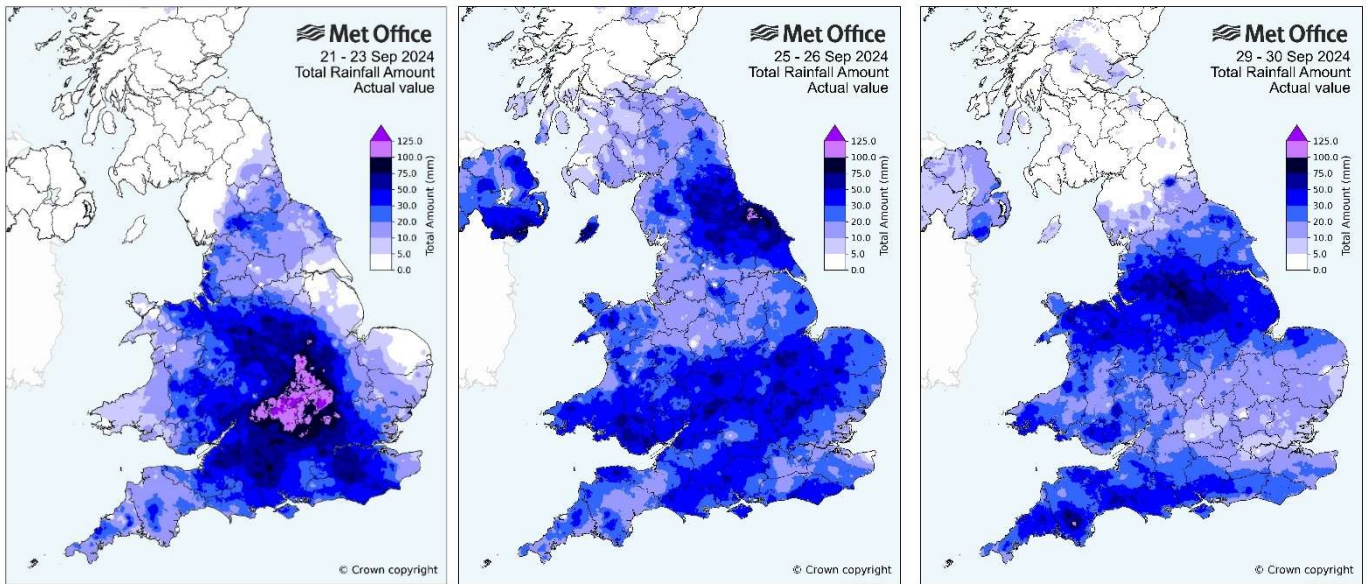 Met Office
21 - 23 Sep 2024
Total Rainfall Amount
Actual value
125.0
100.0
75.0
50.0
30.0
20.0
10.0
5.0
0.0
Total Amount (mm)
© Crown copyright
Met Office
25 - 26 Sep 2024
Total Rainfall Amount
Actual value
125.0
100.0
75.0
50.0
30.0
20.0
10.0
5.0
0.0
Total Amount (mm)
© Crown copyright
Met Office
29 - 30 Sep 2024
Total Rainfall Amount
Actual value
125.0
100.0
75.0
50.0
30.0
20.0
10.0
5.0
0.0
Total Amount (mm)
© Crown copyright